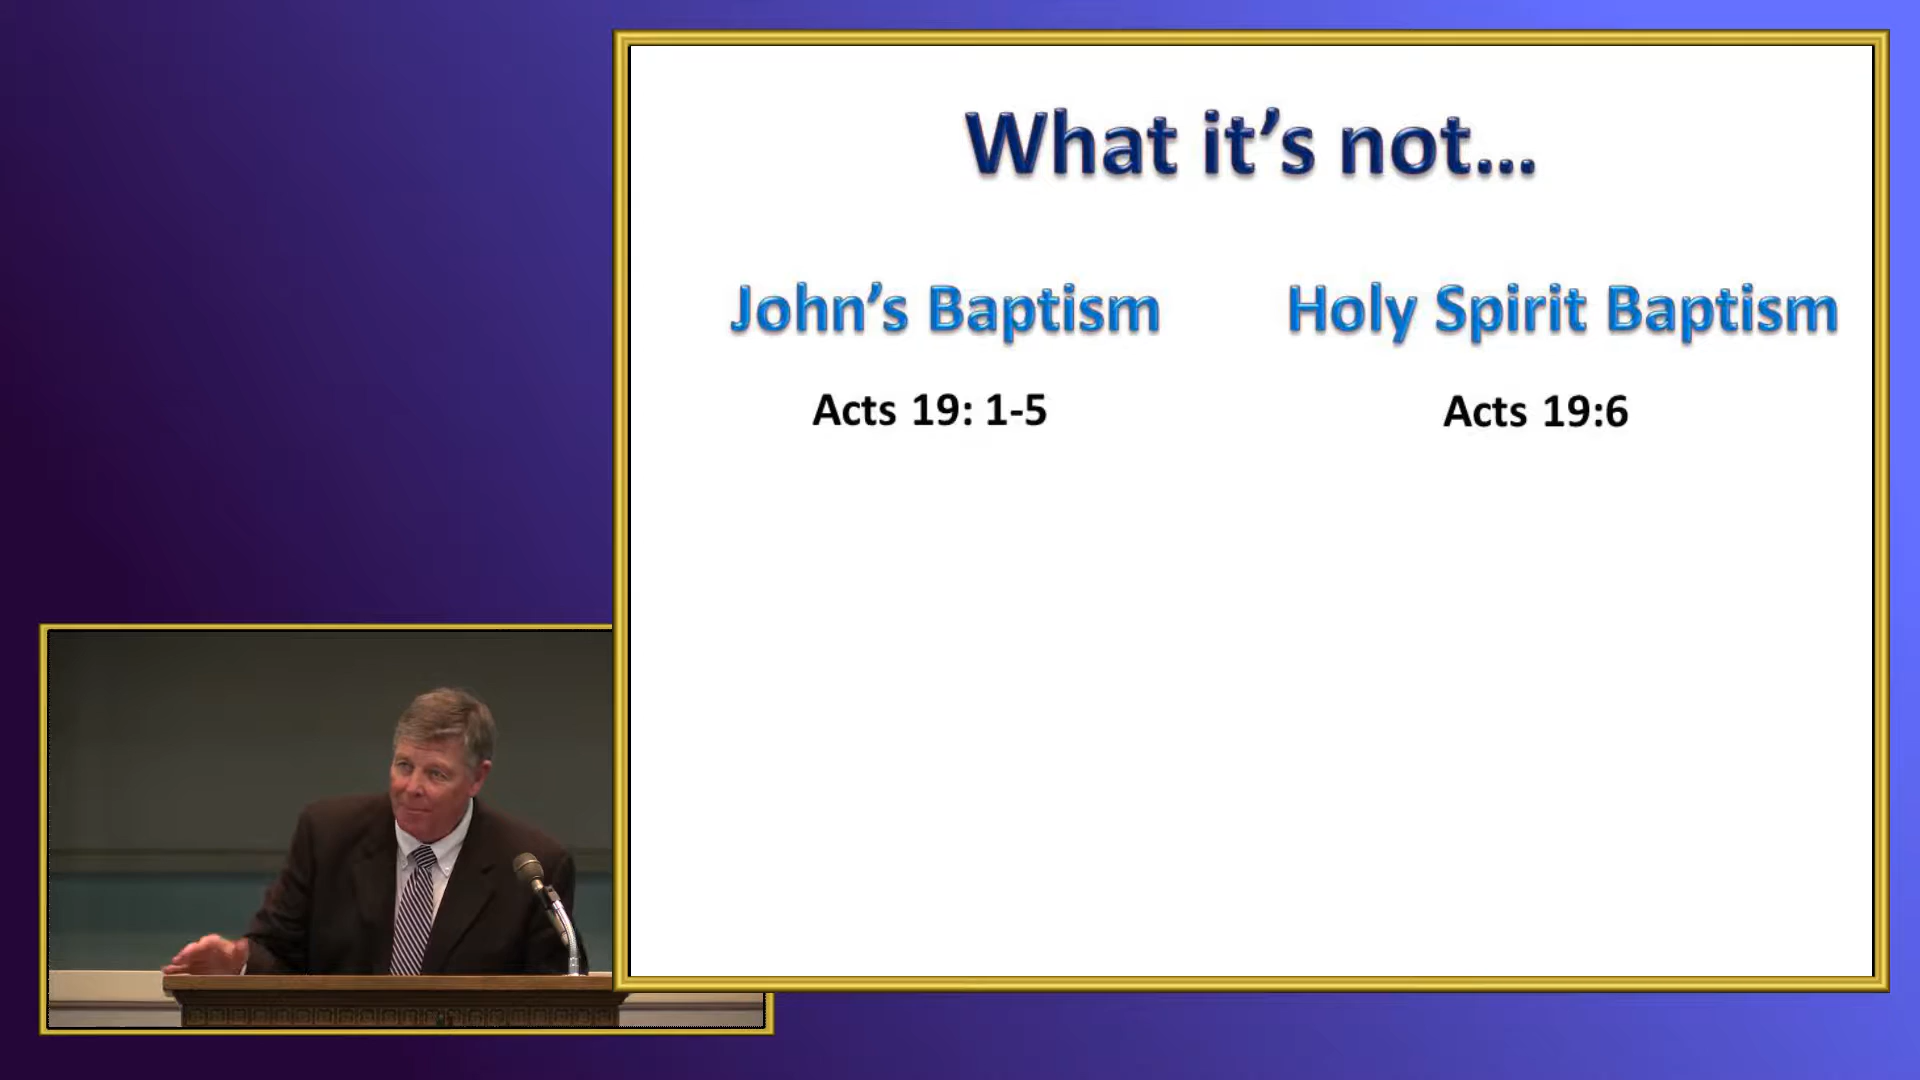 What it's not...
John's Baptism
Holy Spirit Baptism
Acts 19: 1-5
Acts 19:6